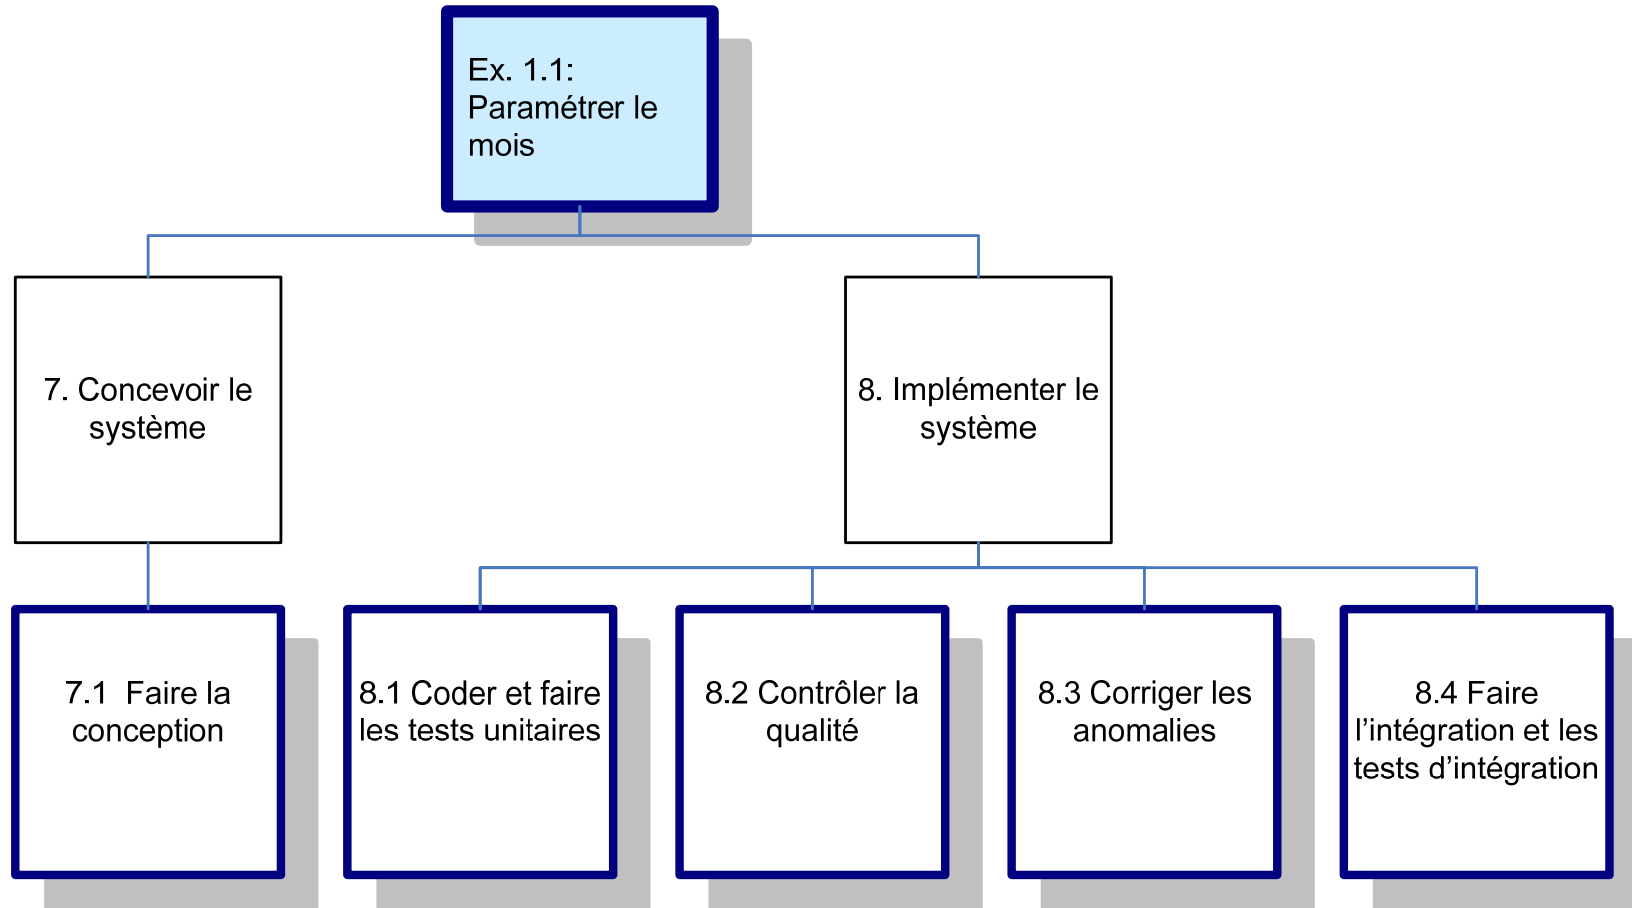 Ex. 1.1:
Paramétrer le
mois
7. Concevoir le
système
8. Implémenter le
système
7.1  Faire la
conception
8.1 Coder et faire
les tests unitaires
8.2 Contrôler la
qualité
8.3 Corriger les
anomalies
8.4 Faire
l’intégration et les
tests d’intégration